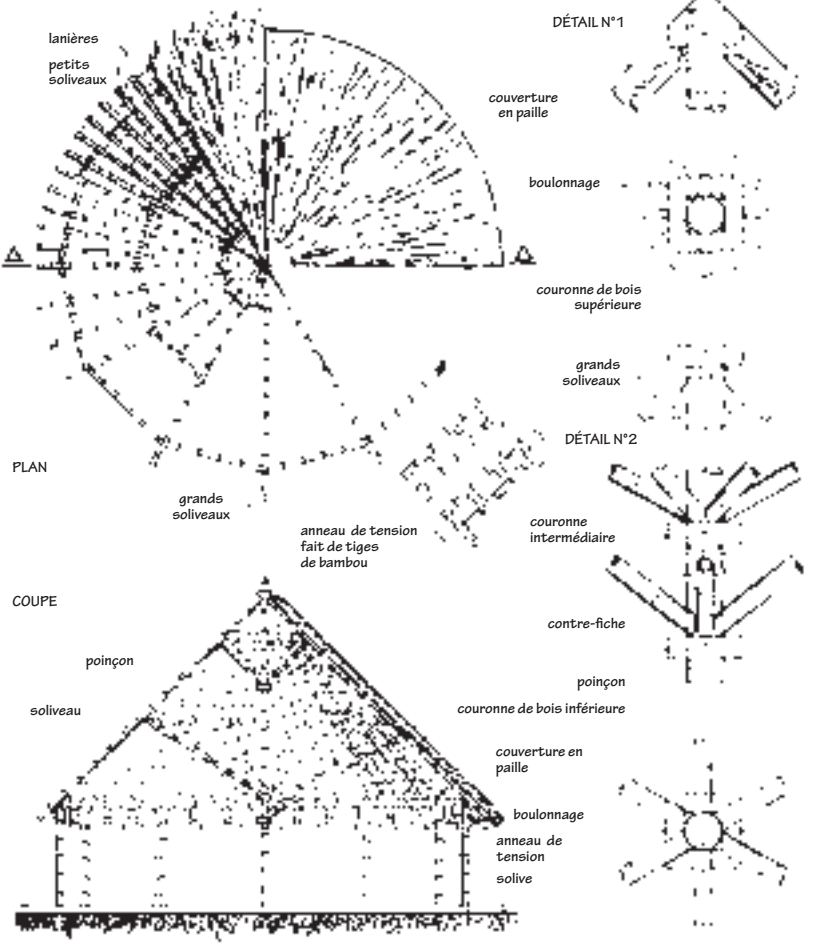 DÉTAIL N°1
lanières
petits
soliveaux
couverture
en paille
boulonnage
couronne de bois
supérieure
grands
soliveaux
DÉTAIL N°2
PLAN
grands
soliveaux
couronne
intermédiaire
anneau de tension
fait de tiges
de bambou
COUPE
contre-fiche
poinçon
poinçon
soliveau
couronne de bois inférieure
couverture en
paille
boulonnage
anneau de
tension
solive